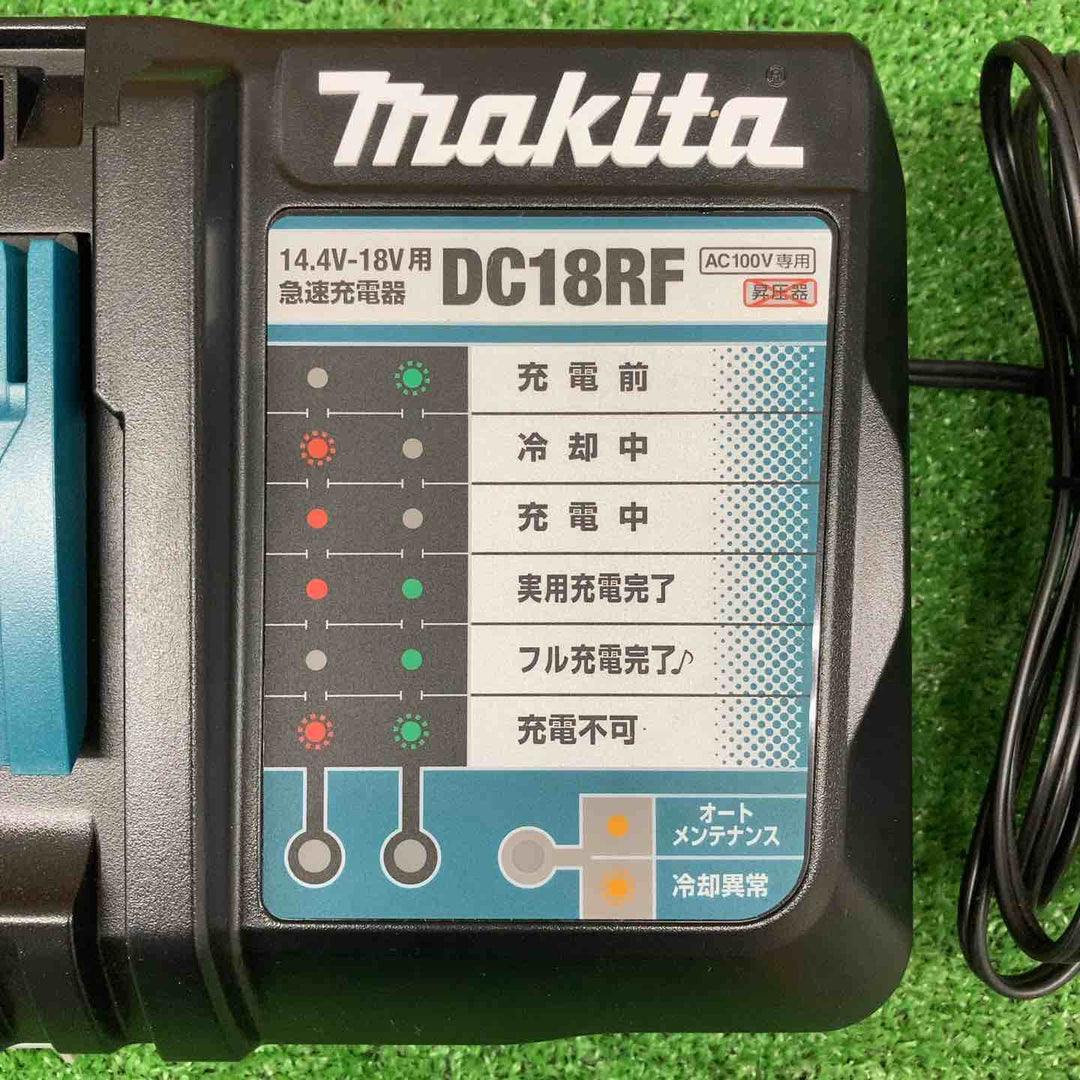 makita®
14.4V-18V用
急速充電器
DC18RF
AC100V専用
昇圧器
充電前
冷却中
充電中
実用充電完了
フル充電完了♪
充電不可
オート
メンテナンス
冷却異常